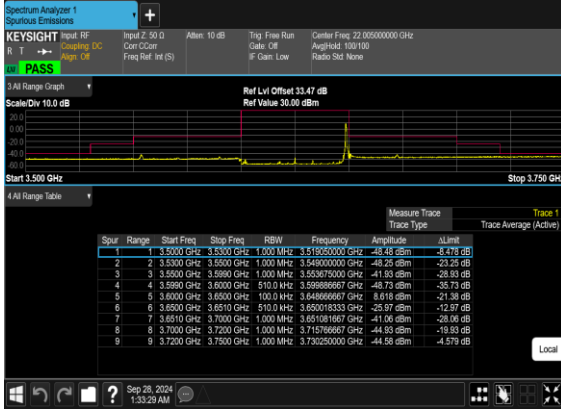 Spectrum Analyzer 1
Spurious Emissions
+
KEYSIGHT Input: RF Input Z: 50 Ω Atten: 10 dB Trig: Free Run Center Freq: 22.005000000 GHz
R T Coupling: DC Corr CCorr Gate: Off Avg|Hold: 100/100
Align: Off Freq Ref: Int (S) IF Gain: Low Radio Std: None
PASS
3 All Range Graph
Ref Lvl Offset 33.47 dB
Scale/Div 10.0 dB Ref Value 30.00 dBm
20.0
0.00
-20.0
-40.0
-60.0
Start 3.500 GHz Stop 3.750 GHz
4 All Range Table
Measure Trace Trace 1
Trace Type Trace Average (Active)
Spur Range Start Freq Stop Freq RBW Frequency Amplitude ΔLimit
1 1 3.5000 GHz 3.5300 GHz 1.000 MHz 3.519050000 GHz -48.48 dBm -8.478 dB
2 2 3.5300 GHz 3.5500 GHz 1.000 MHz 3.549000000 GHz -48.25 dBm -23.25 dB
3 3 3.5500 GHz 3.5990 GHz 1.000 MHz 3.553675000 GHz -41.93 dBm -28.93 dB
4 4 3.5990 GHz 3.6000 GHz 510.0 kHz 3.599886667 GHz -48.73 dBm -35.73 dB
5 5 3.6000 GHz 3.6500 GHz 100.0 kHz 3.648666667 GHz 8.618 dBm -21.38 dB
6 6 3.6500 GHz 3.6510 GHz 510.0 kHz 3.650018333 GHz -25.97 dBm -12.97 dB
7 7 3.6510 GHz 3.7000 GHz 1.000 MHz 3.651081667 GHz -41.06 dBm -28.06 dB
8 8 3.7000 GHz 3.7200 GHz 1.000 MHz 3.715766667 GHz -44.93 dBm -19.93 dB
9 9 3.7200 GHz 3.7500 GHz 1.000 MHz 3.730250000 GHz -44.58 dBm -4.579 dB
Local
? Sep 28, 2024
1:33:29 AM